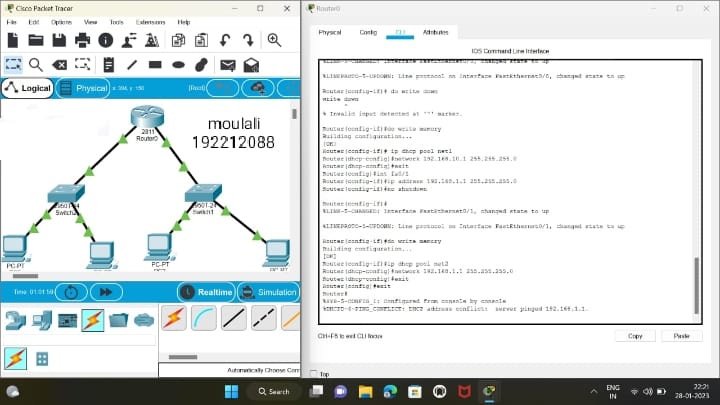 Cisco Packet Tracer
File Edit Options View Tools Extensions Help
Logical
Physical
x: 394, y: 150
[Root]
2811
Router0
moulali
192212088
Switch1
PC-PT
Time: 01:01:59
Realtime
Simulation
Automatically Choose Con
Router0
Physical Config CLI Attributes
IOS Command Line Interface
%LINEPROTO-5-UPDOWN: Line protocol on Interface FastEthernet0/0, changed state to up
Router(config-if)# do write down
write down
^
% Invalid input detected at '^' marker.
Router(config-if)#do write memory
Building configuration...
[OK]
Router(config-if)# ip dhcp pool net1
Router(dhcp-config)#network 192.168.10.1 255.255.255.0
Router(dhcp-config)#exit
Router(config)#int fa0/1
Router(config-if)#ip address 192.168.1.1 255.255.255.0
Router(config-if)#no shutdown
Router(config-if)#
%LINK-5-CHANGED: Interface FastEthernet0/1, changed state to up
%LINEPROTO-5-UPDOWN: Line protocol on Interface FastEthernet0/1, changed state to up
Router(config-if)#do write memory
Building configuration...
[OK]
Router(config-if)#ip dhcp pool net2
Router(dhcp-config)#network 192.168.1.1 255.255.255.0
Router(dhcp-config)#exit
Router(config)#exit
Router#
%SYS-5-CONFIG_I: Configured from console by console
%DHCPD-4-PING_CONFLICT: DHCP address conflict: server pinged 192.168.1.1.
Ctrl+F6 to exit CLI focus
Copy
Paste
Top
Search
ENG
IN
22:21
28-01-2023